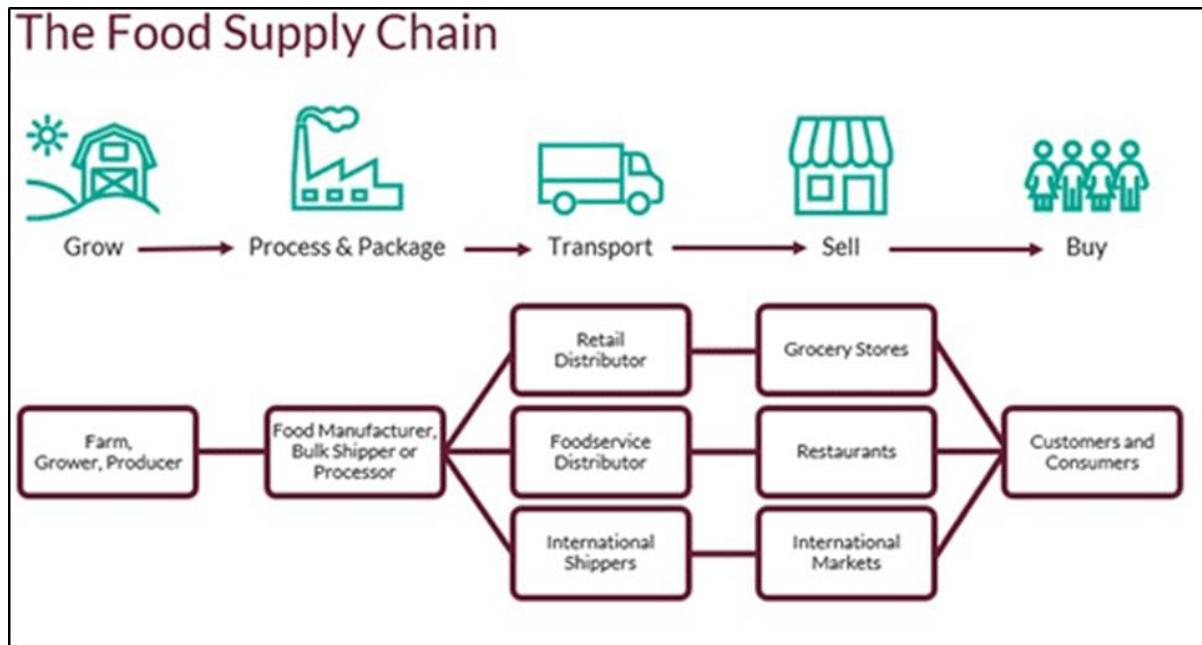 The Food Supply Chain
Grow
Process & Package
Transport
Sell
Buy
Retail
Distributor
Grocery Stores
Farm,
Grower, Producer
Food Manufacturer,
Bulk Shipper or
Processor
Foodservice
Distributor
Restaurants
Customers and
Consumers
International
Shippers
International
Markets